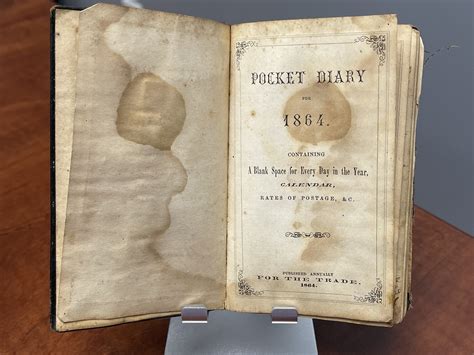 POCKET DIARY
FOR
1864.
CONTAINING
A Blank Space for Every Day in the Year,
CALENDAR,
RATES OF POSTAGE, &C.
PUBLISHED ANNUALLY
FOR THE TRADE.
1864.